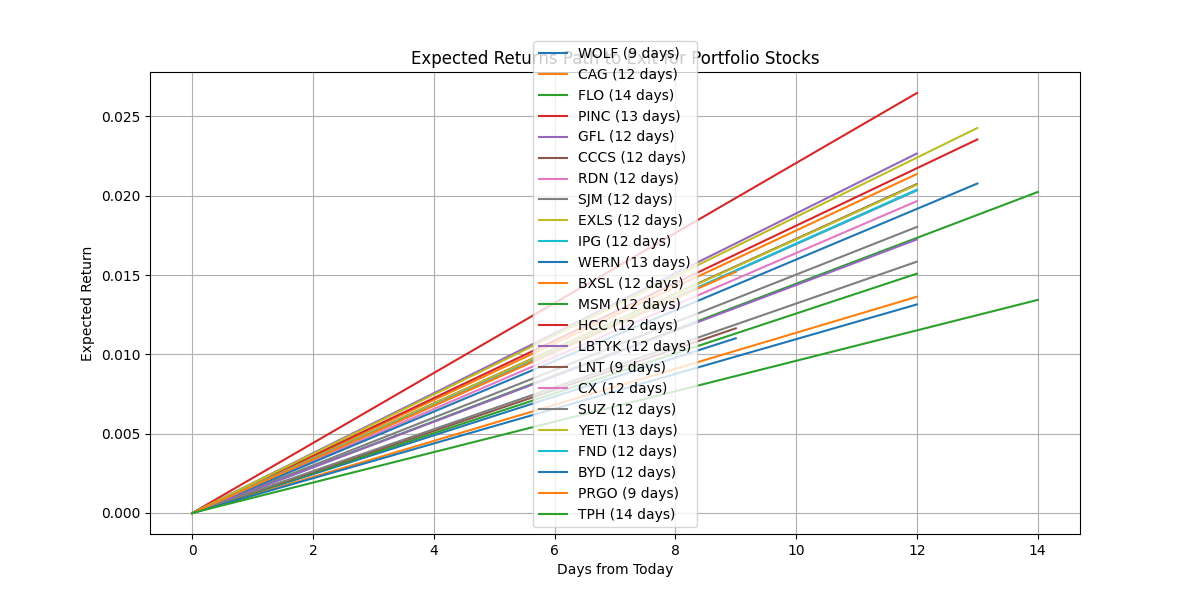 Expected Returns Path to Exit for Portfolio Stocks
WOLF (9 days)
CAG (12 days)
FLO (14 days)
PINC (13 days)
GFL (12 days)
CCCS (12 days)
RDN (12 days)
SJM (12 days)
EXLS (12 days)
IPG (12 days)
WERN (13 days)
BXSL (12 days)
MSM (12 days)
HCC (12 days)
LBTYK (12 days)
LNT (9 days)
CX (12 days)
SUZ (12 days)
YETI (13 days)
FND (12 days)
BYD (12 days)
PRGO (9 days)
TPH (14 days)
Expected Return
0.025
0.020
0.015
0.010
0.005
0.000
0 2 4 6 8 10 12 14
Days from Today